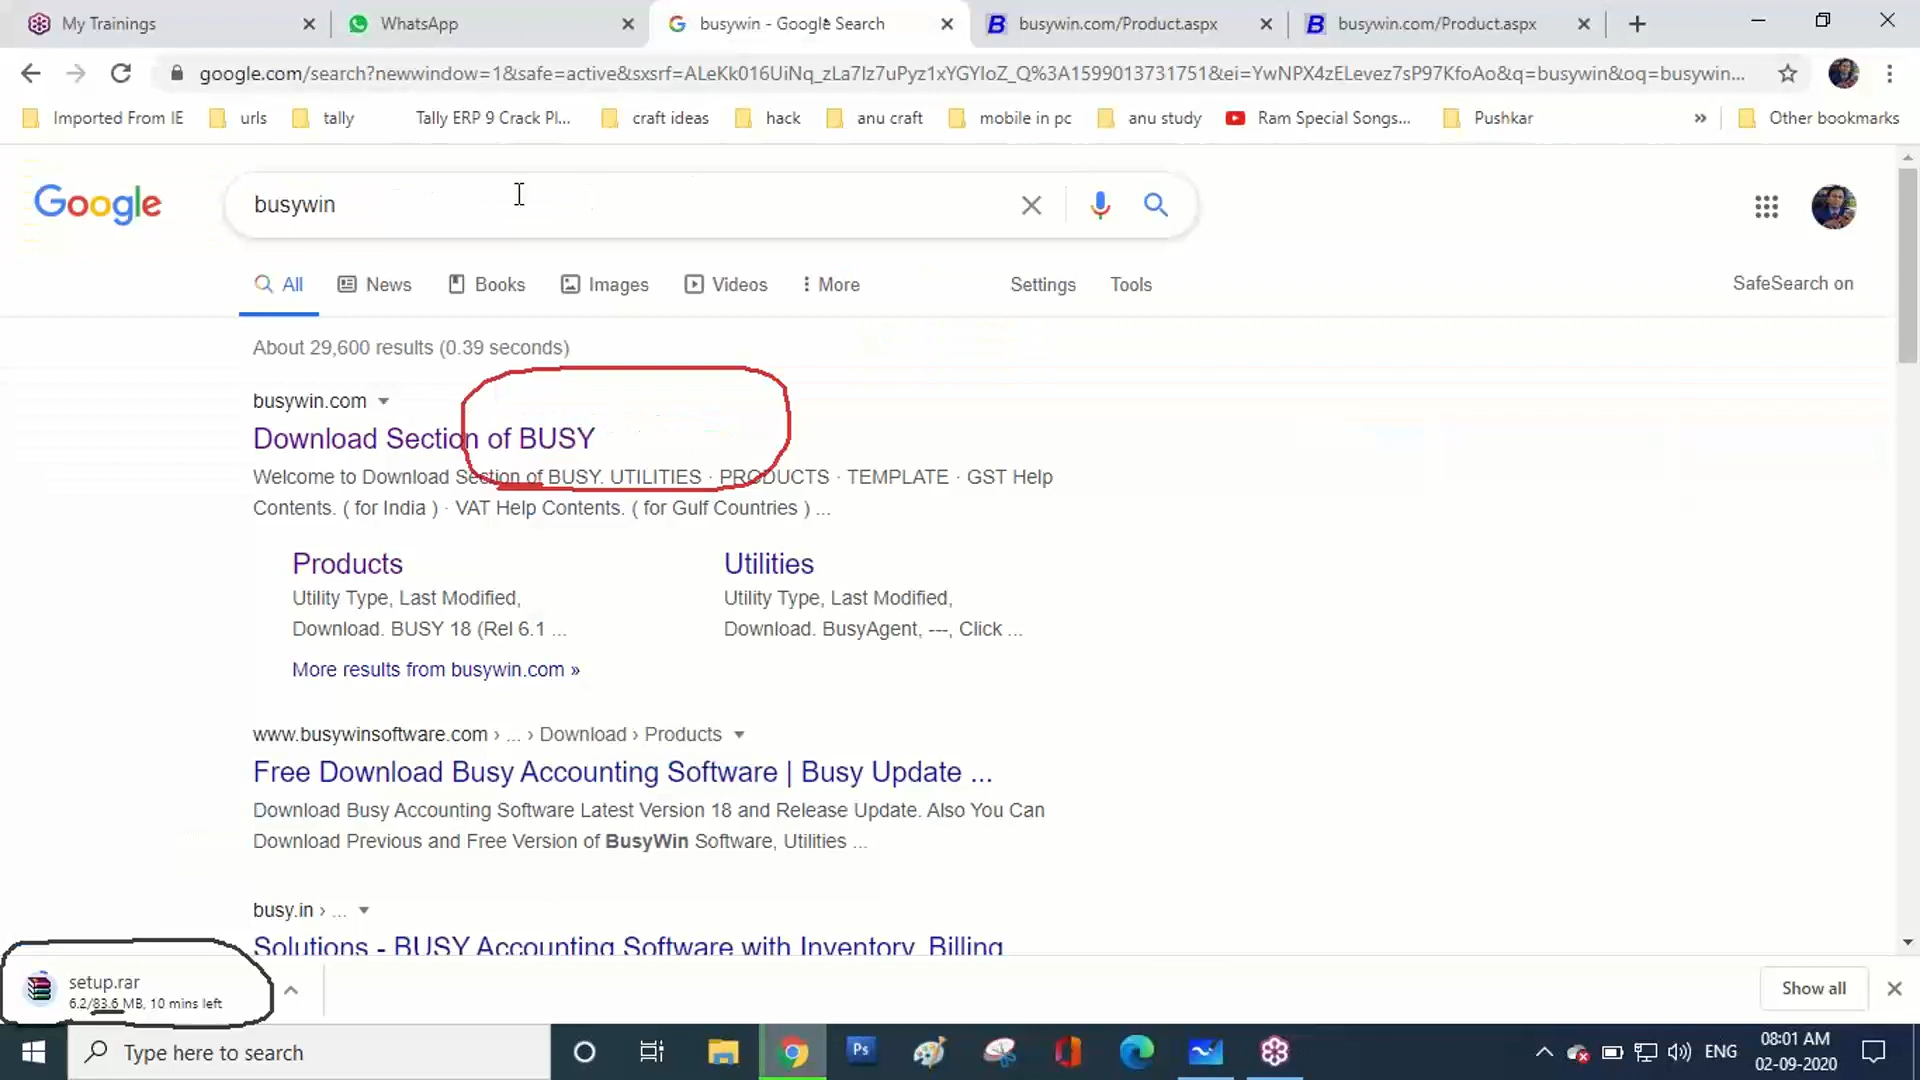 My Trainings
WhatsApp
busywin - Google Search
busywin.com/Product.aspx
busywin.com/Product.aspx
google.com/search?newwindow=1&safe=active&sxsrf=ALeKk016UiNq_zLa7Iz7uPyz1xYGYIoZ_Q%3A1599013731751&ei=YwNPX4zELevez7sP97KfoAo&q=busywin&oq=busywin...
Imported From IE
urls
tally
Tally ERP 9 Crack Pl...
craft ideas
hack
anu craft
mobile in pc
anu study
Ram Special Songs...
Pushkar
»
Other bookmarks
Google
busywin
All
News
Books
Images
Videos
More
Settings
Tools
SafeSearch on
About 29,600 results (0.39 seconds)
busywin.com
Download Section of BUSY
Welcome to Download Section of BUSY. UTILITIES · PRODUCTS · TEMPLATE · GST Help
Contents. ( for India ) · VAT Help Contents. ( for Gulf Countries ) ...
Products
Utility Type, Last Modified,
Download. BUSY 18 (Rel 6.1 ...
Utilities
Utility Type, Last Modified,
Download. BusyAgent, ---, Click ...
More results from busywin.com »
www.busywinsoftware.com › ... › Download › Products
Free Download Busy Accounting Software | Busy Update ...
Download Busy Accounting Software Latest Version 18 and Release Update. Also You Can
Download Previous and Free Version of BusyWin Software, Utilities ...
busy.in › ...
Solutions - BUSY Accounting Software with Inventory, Billing
setup.rar
6.2/83.6 MB, 10 mins left
Show all
Type here to search
Ps
ENG
08:01 AM
02-09-2020